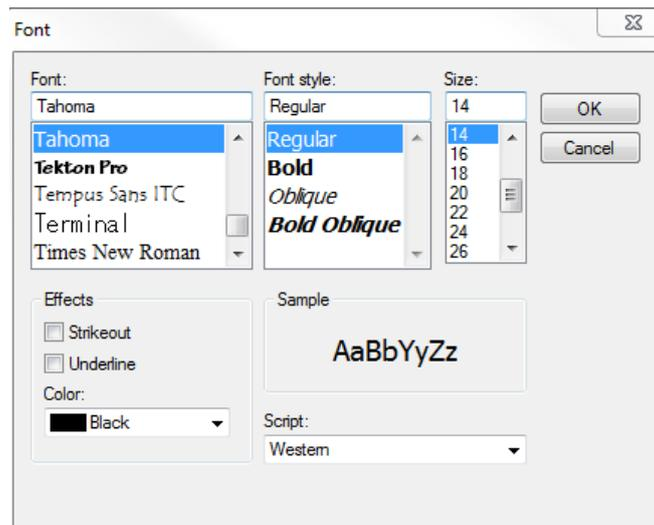 Font
Font:
Tahoma
Tahoma
Tekton Pro
Tempus Sans ITC
Terminal
Times New Roman
Font style:
Regular
Regular
Bold
Oblique
Bold Oblique
Size:
14
14
16
18
20
22
24
26
OK
Cancel
Effects
Strikeout
Underline
Color:
Black
Sample
AaBbYyZz
Script:
Western